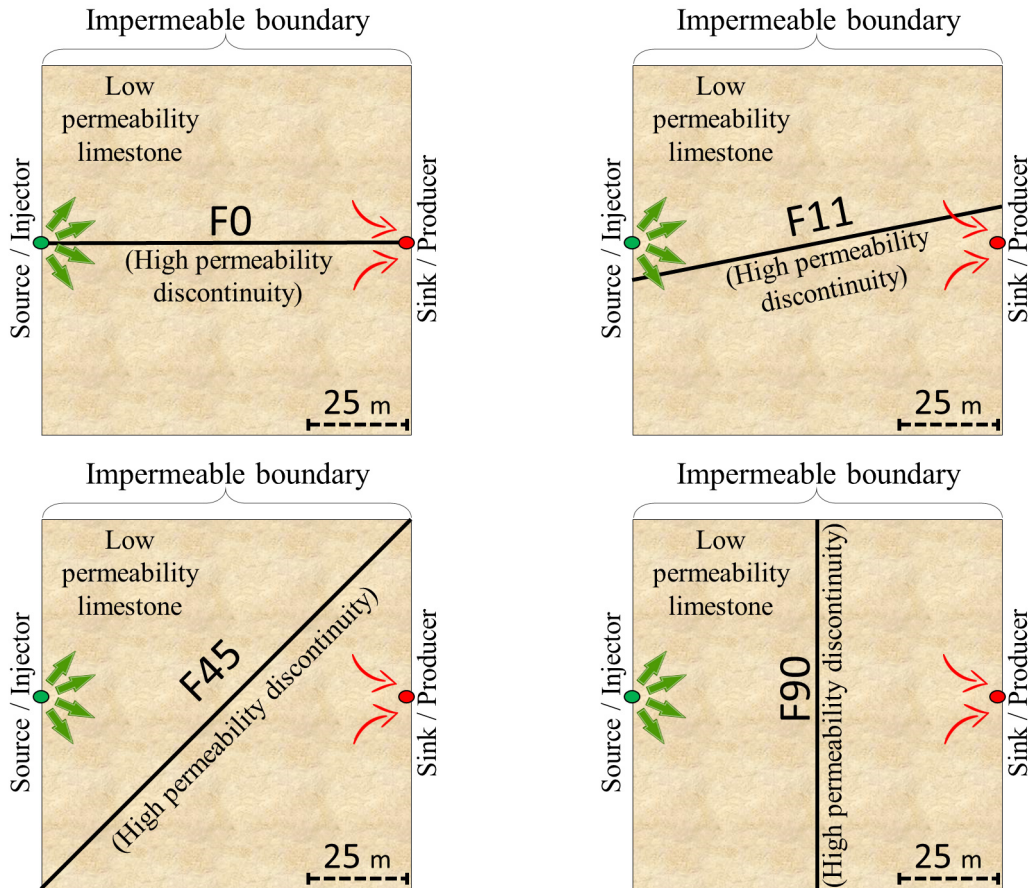 Impermeable boundary
Low
permeability
limestone
Source / Injector
F0
(High permeability
discontinuity)
Sink / Producer
25 m
Impermeable boundary
Low
permeability
limestone
Source / Injector
F11
(High permeability
discontinuity)
Sink / Producer
25 m
Impermeable boundary
Low
permeability
limestone
Source / Injector
F45
(High permeability discontinuity)
Sink / Producer
25 m
Impermeable boundary
Low
permeability
limestone
Source / Injector
F90
(High permeability discontinuity)
Sink / Producer
25 m